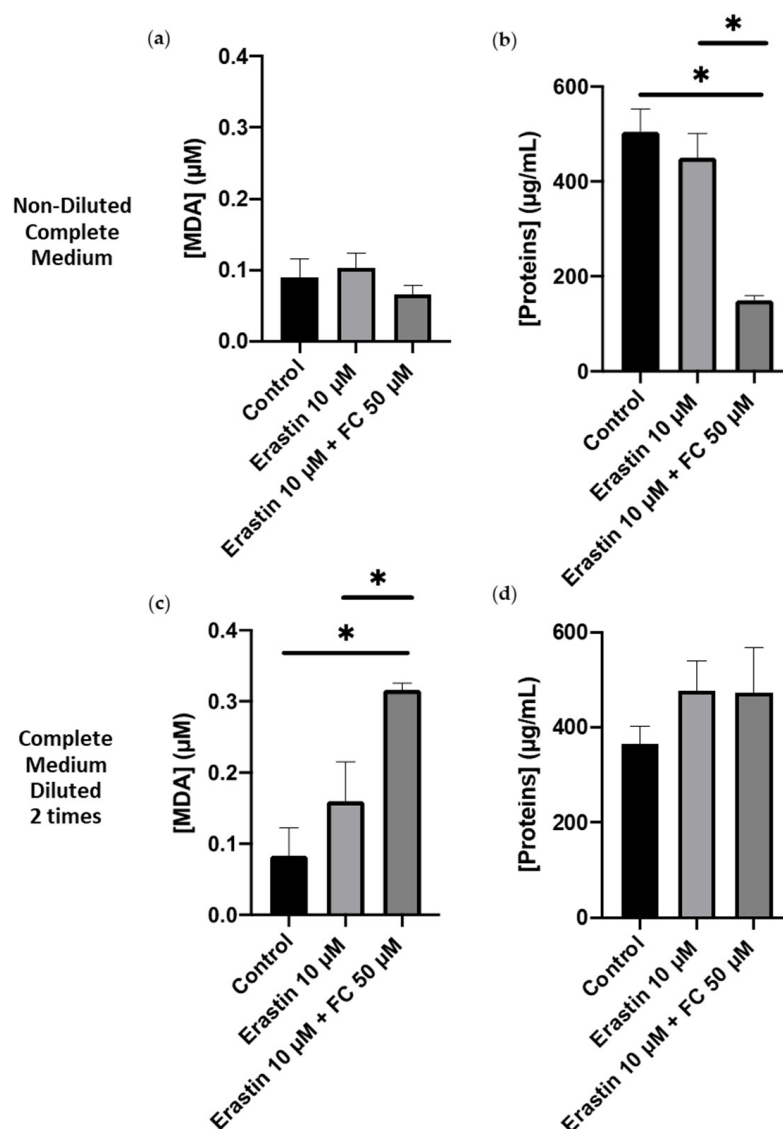 (a)
[MDA] (µM)
0.4
0.3
0.2
0.1
0.0
Control
Erastin 10 µM
Erastin 10 µM + FC 50 µM
(b)
*
*
[Proteins] (µg/mL)
600
400
200
0
Control
Erastin 10 µM
Erastin 10 µM + FC 50 µM
Non-Diluted
Complete
Medium
(c)
*
*
[MDA] (µM)
0.4
0.3
0.2
0.1
0.0
Control
Erastin 10 µM
Erastin 10 µM + FC 50 µM
(d)
[Proteins] (µg/mL)
600
400
200
0
Control
Erastin 10 µM
Erastin 10 µM + FC 50 µM
Complete
Medium
Diluted
2 times